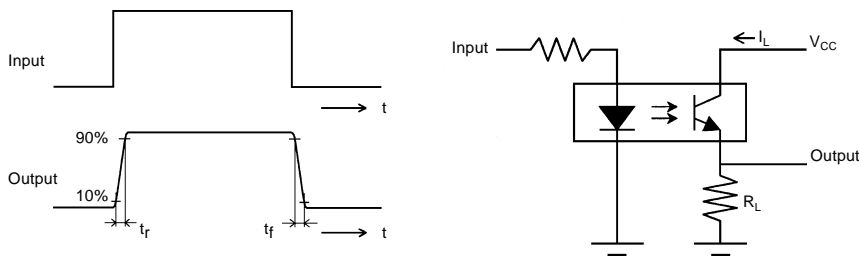 Input
t
90%
Output
10%
tr
tf
t
Input
IL
VCC
Output
RL